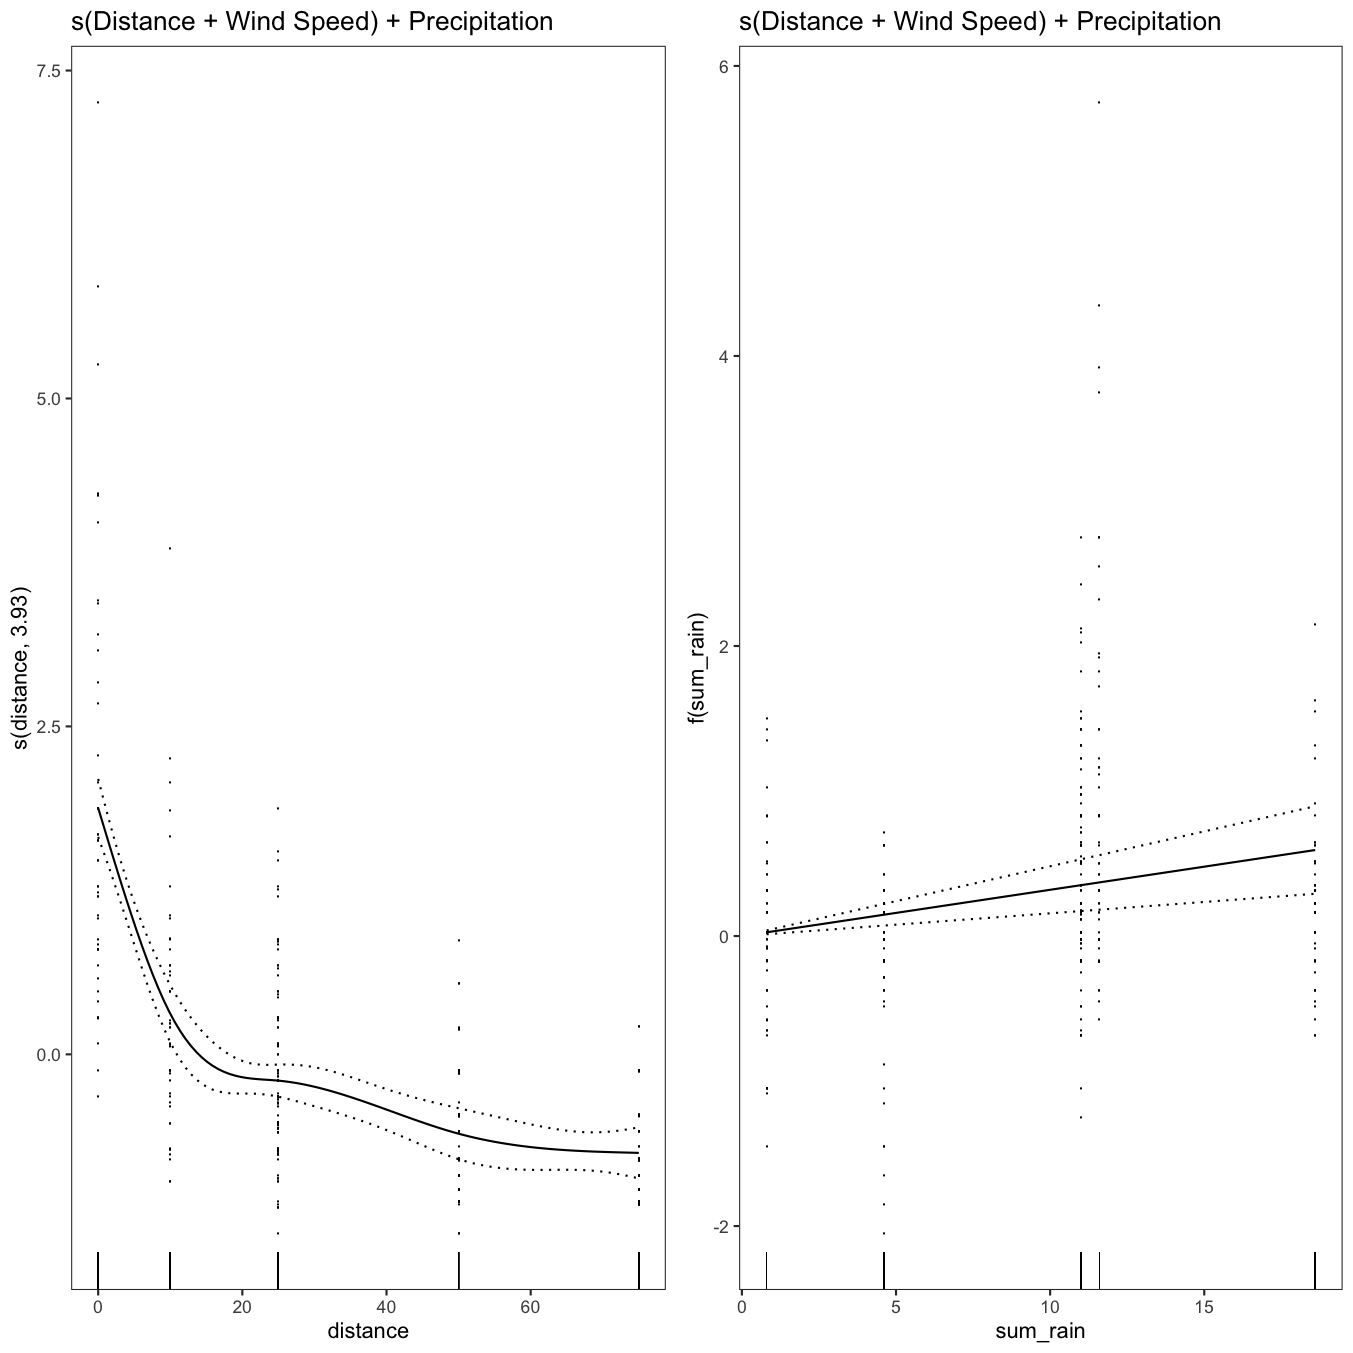 s(Distance + Wind Speed) + Precipitation
7.5
5.0
2.5
0.0
s(distance, 3.93)
0 20 40 60
distance
s(Distance + Wind Speed) + Precipitation
6
4
2
0
-2
f(sum_rain)
0 5 10 15
sum_rain